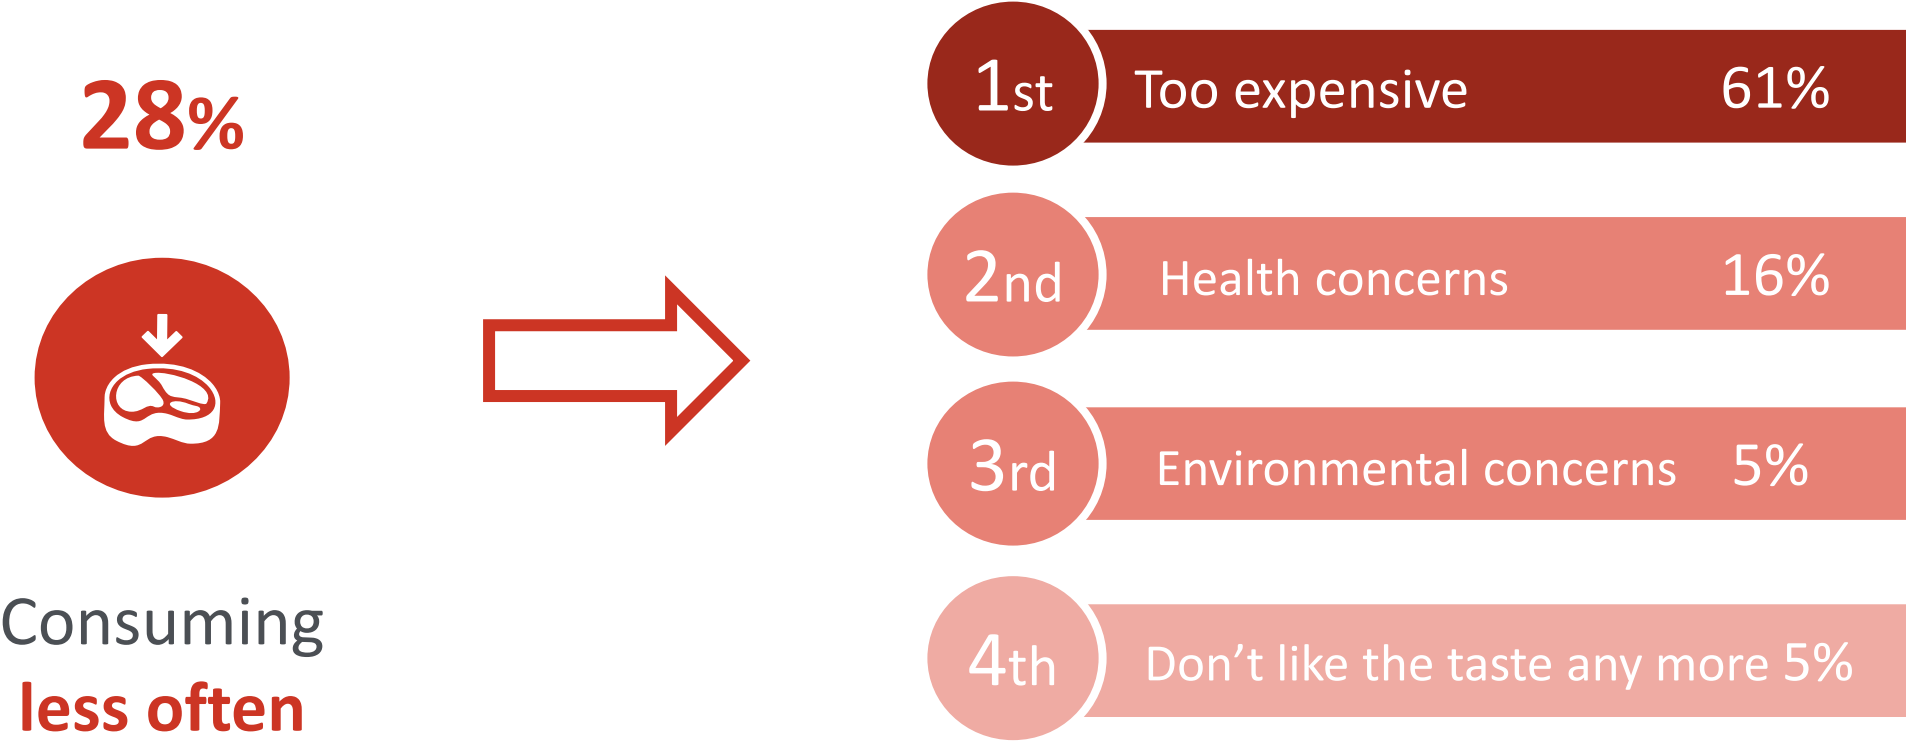 28%
Consuming
less often
1st Too expensive 61%
2nd Health concerns 16%
3rd Environmental concerns 5%
4th Don’t like the taste any more 5%